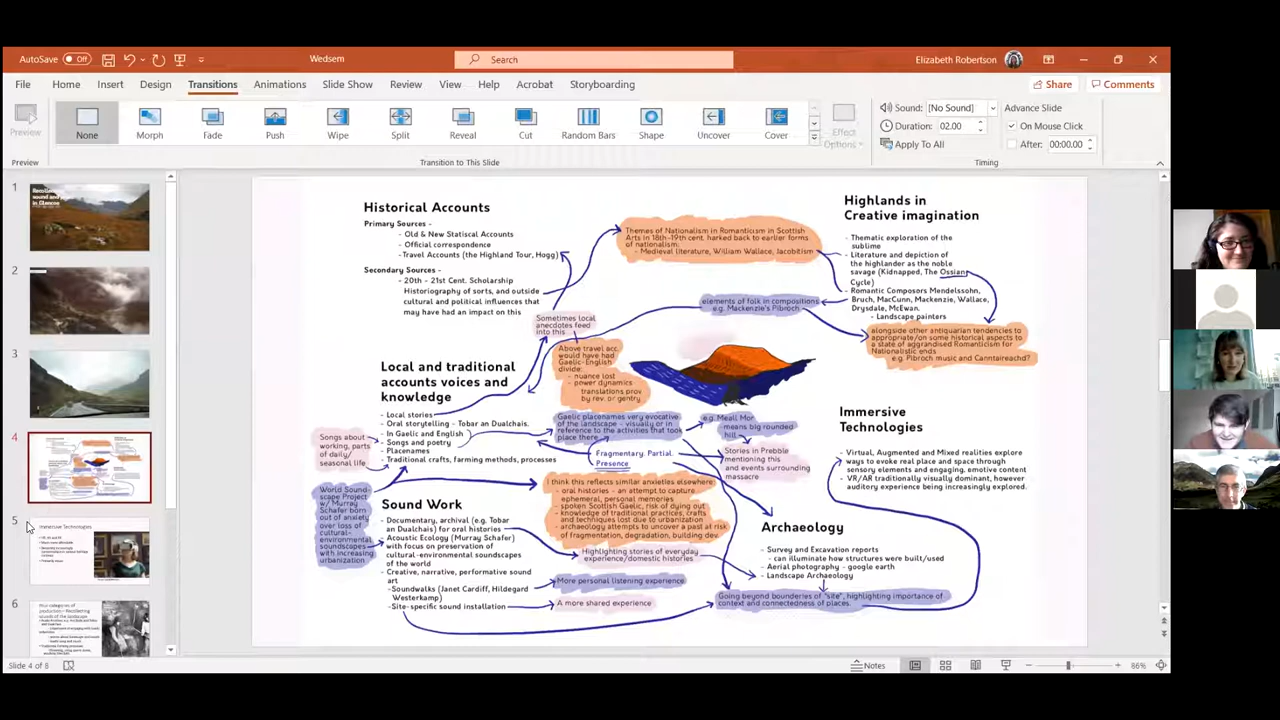 AutoSave Off
Wedsem
Search
Elizabeth Robertson
File Home Insert Design Transitions Animations Slide Show Review View Help Acrobat Storyboarding
Share Comments
Preview
None Morph Fade Push Wipe Split Reveal Cut Random Bars Shape Uncover Cover
Effect
Options
Sound: [No Sound]
Duration: 02.00
Apply To All
Advance Slide
On Mouse Click
After: 00:00.00
Preview
Transition to This Slide
Timing
1
2
3
4
5
Immersive Technologies
6
Historical Accounts
Primary Sources -
- Old & New Statiscal Accounts
- Official correspondence
- Travel Accounts (the Highland Tour, Hogg)
Secondary Sources -
- 20th - 21st Cent. Scholarship
Historiography of sorts, and outside
cultural and political influences that
may have had an impact on this
Themes of Nationalism in Romanticism in Scottish
Arts in 18th-19th cent. harked back to earlier forms
of nationalism:
- Medieval literature, William Wallace, Jacobitism
Highlands in
Creative imagination
- Thematic exploration of the
sublime
- Literature and depiction of
the highlander as the noble
savage (Kidnapped, The Ossian
Cycle)
- Romantic Composers Mendelssohn,
Bruch, MacCunn, Mackenzie, Wallace,
Drysdale, McEwan.
- Landscape painters
elements of folk in compositions
e.g. Mackenzie's Pibroch
alongside other antiquarian tendencies to
appropriate/on some historical aspects to
a state of aggrandised Romanticism for
Nationalistic ends
e.g. Pibroch music and Canntaireachd?
Sometimes local
anecdotes feed
into this
Above travel acc.
would have had
Gaelic-English
divide:
- nuance lost
- power dynamics
translations prov
by rev. or gentry
Local and traditional
accounts voices and
knowledge
- Local stories
- Oral storytelling - Tobar an Dualchais.
- In Gaelic and English
- Songs and poetry
- Placenames
- Traditional crafts, farming methods, processes
Songs about
working, parts
of daily/
seasonal life
Gaelic placenames very evocative
of the landscape - visually or in
reference to the activities that took
place there
e.g. Meall Mor
means big rounded
hill
Fragmentary. Partial.
Presence
Stories in Prebble
mentioning this
and events surrounding
massacre
Immersive
Technologies
- Virtual, Augmented and Mixed realities explore
ways to evoke real place and space through
sensory elements and engaging, emotive content
- VR/AR traditionally visually dominant, however
auditory experience being increasingly explored.
World Sound-
scape Project
w/ Murray
Schafer born
out of anxiety
over loss of
cultural-
environmental
soundscapes
with increasing
urbanization
Sound Work
- Documentary, archival (e.g. Tobar
an Dualchais) for oral histories
- Acoustic Ecology (Murray Schafer)
with focus on preservation of
cultural-environmental soundscapes
of the world
- Creative, narrative, performative sound
art
-Soundwalks (Janet Cardiff, Hildegard
Westerkamp)
-Site-specific sound installation
I think this reflects similar anxieties elsewhere:
- oral histories - an attempt to capture
ephemeral, personal memories
- spoken Scottish Gaelic, risk of dying out
- knowledge of traditional practices, crafts
and techniques lost due to urbanization
- archaeology attempts to uncover a past at risk
of fragmentation, degradation, building dev.
Highlighting stories of everyday
experience/domestic histories
More personal listening experience
A more shared experience
Archaeology
- Survey and Excavation reports
- can illuminate how structures were built/used
- Aerial photography - google earth
- Landscape Archaeology
Going beyond bounderies of "site", highlighting importance of
context and connectedness of places.
Slide 4 of 8
Notes
86%